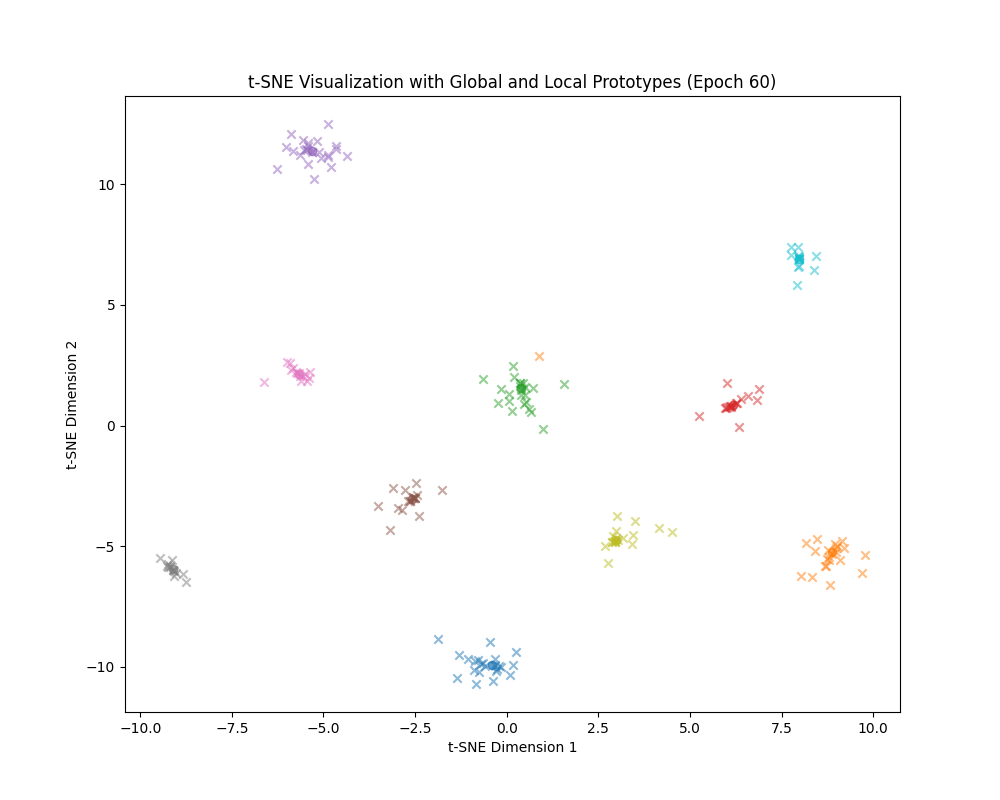 t-SNE Visualization with Global and Local Prototypes (Epoch 60)
10
5
0
−5
−10
t-SNE Dimension 2
−10.0 −7.5 −5.0 −2.5 0.0 2.5 5.0 7.5 10.0
t-SNE Dimension 1